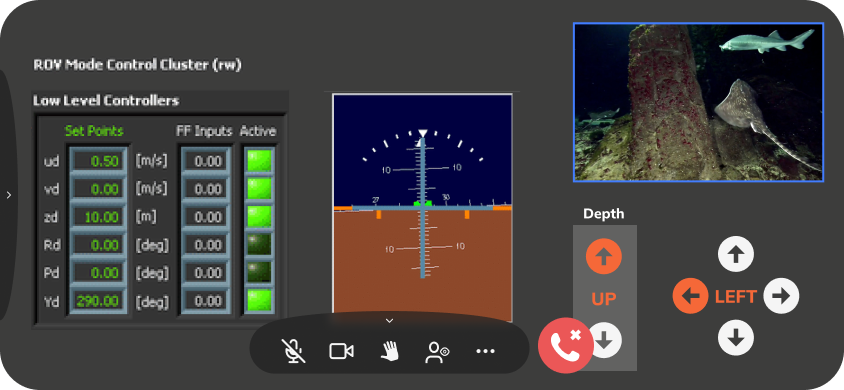 ROV Mode Control Cluster (rw)
Low Level Controllers
Set Points FF Inputs Active
ud 0.50 [m/s] 0.00
vd 0.00 [m/s] 0.00
zd 10.00 [m] 0.00
Rd 0.00 [deg] 0.00
Pd 0.00 [deg] 0.00
Yd 290.00 [deg] 0.00
10 10
27 30
10 10
Depth
UP
LEFT